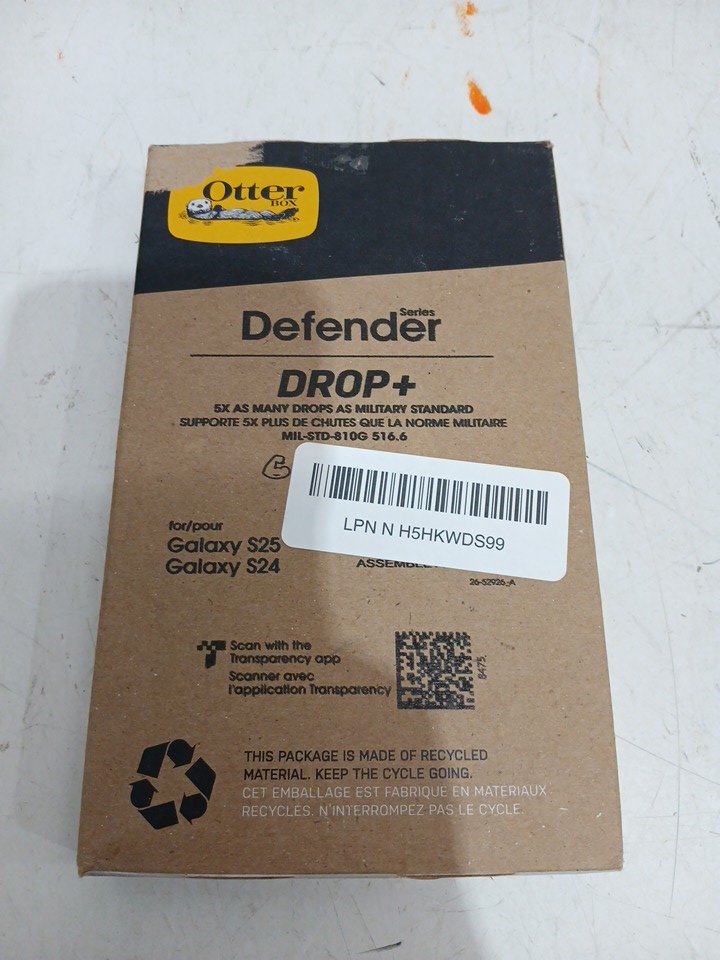 Otter
BOX
Defender
Series
DROP+
5X AS MANY DROPS AS MILITARY STANDARD
SUPPORTE 5X PLUS DE CHUTES QUE LA NORME MILITAIRE
MIL-STD-810G 516.6
LPN N H5HKWDS99
for/pour
Galaxy S25
Galaxy S24
26-52926_A
Scan with the
Transparency app
Scanner avec
l'application Transparency
8475
THIS PACKAGE IS MADE OF RECYCLED
MATERIAL. KEEP THE CYCLE GOING.
CET EMBALLAGE EST FABRIQUÉ EN MATERIAUX
RECYCLÉS. N'INTERROMPEZ PAS LE CYCLE.